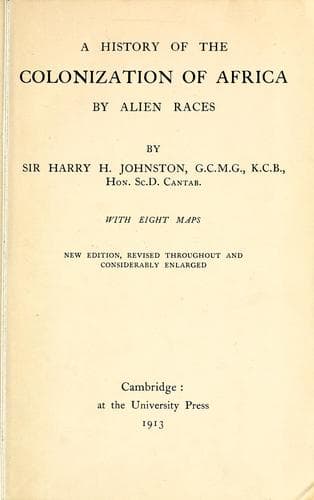 A HISTORY OF THE
COLONIZATION OF AFRICA
BY ALIEN RACES
BY
SIR HARRY H. JOHNSTON, G.C.M.G., K.C.B.,
HON. SC.D. CANTAB.
WITH EIGHT MAPS
NEW EDITION, REVISED THROUGHOUT AND
CONSIDERABLY ENLARGED
Cambridge :
at the University Press
1913